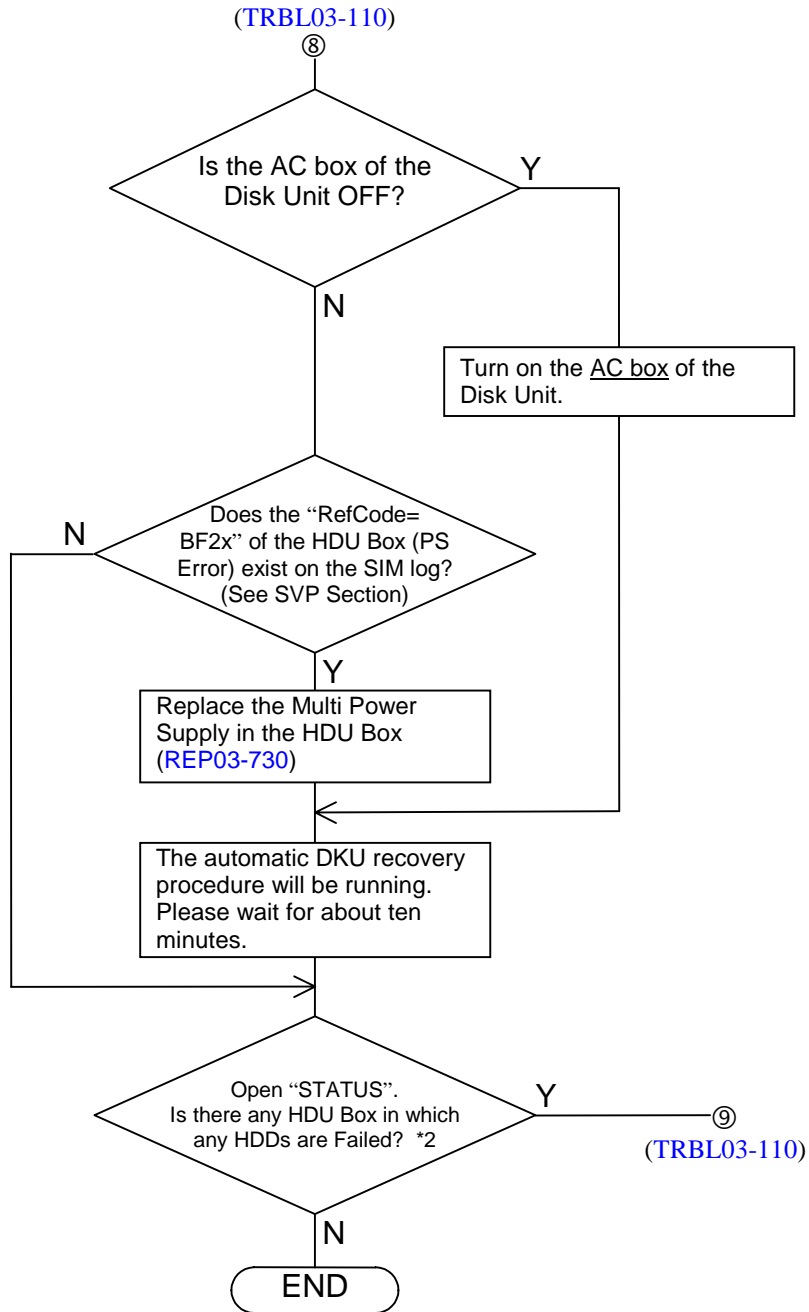 (TRBL03-110)
⑧
Is the AC box of the
Disk Unit OFF?
Y
N
Turn on the AC box of the
Disk Unit.
N
Does the “RefCode=
BF2x” of the HDU Box (PS
Error) exist on the SIM log?
(See SVP Section)
Y
Replace the Multi Power
Supply in the HDU Box
(REP03-730)
The automatic DKU recovery
procedure will be running.
Please wait for about ten
minutes.
Open “STATUS”.
Is there any HDU Box in which
any HDDs are Failed? *2
Y
⑨
(TRBL03-110)
N
END